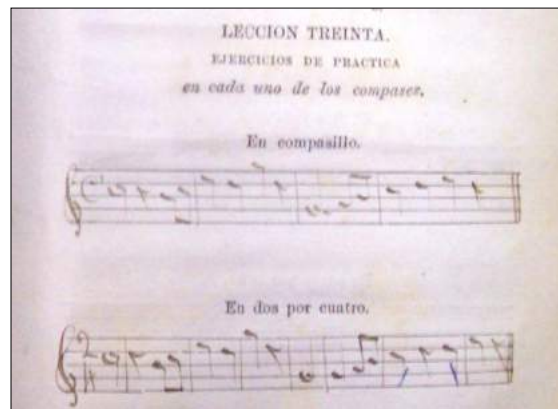 LECCION TREINTA.
EJERCICIOS DE PRACTICA
en cada uno de los compases.
En compasillo.
En dos por cuatro.